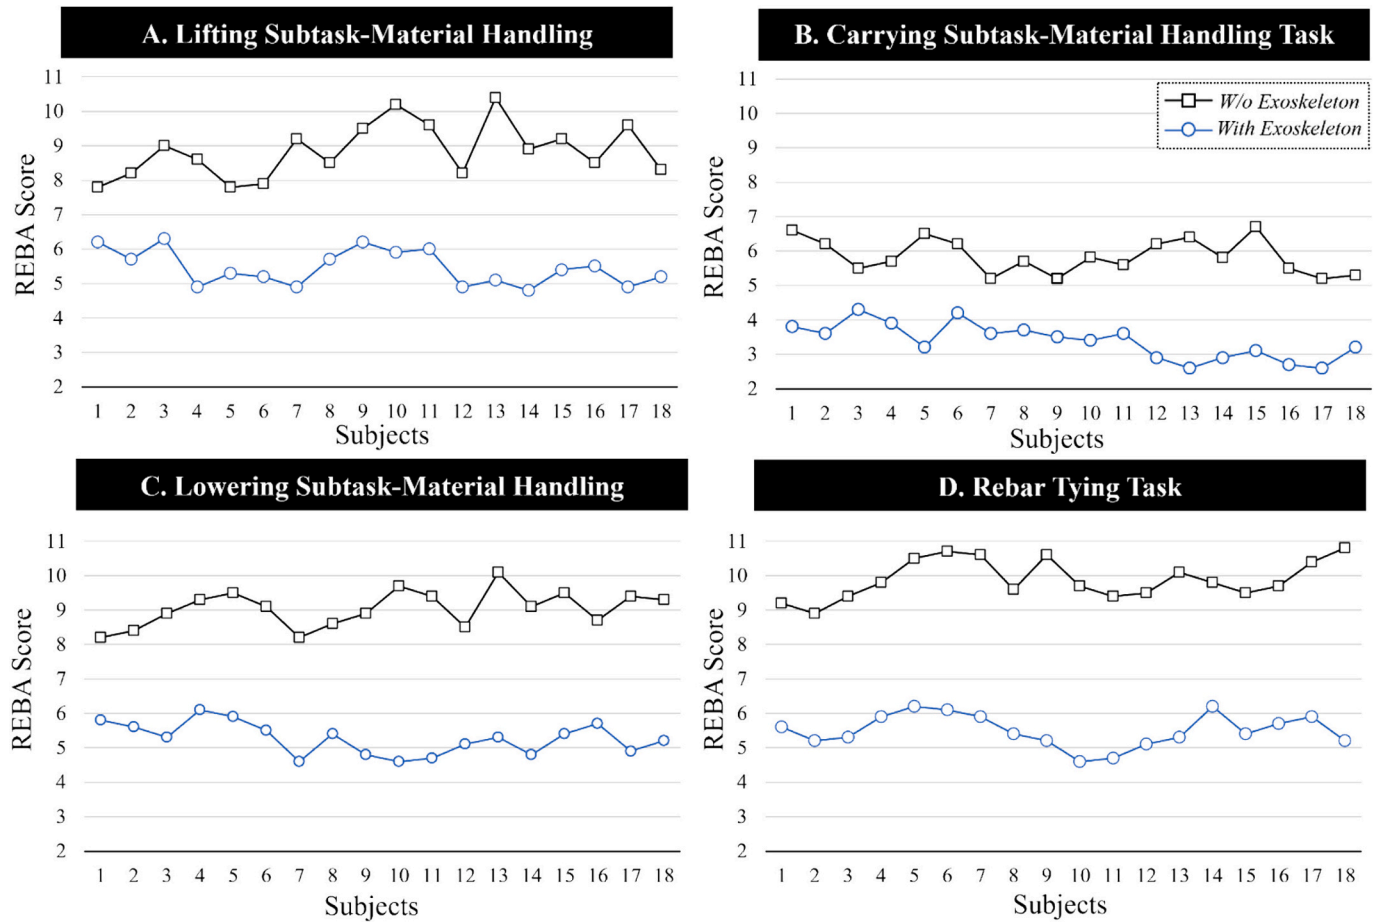 A. Lifting Subtask-Material Handling
11
10
9
8
7
6
5
4
3
2
REBA Score
1 2 3 4 5 6 7 8 9 10 11 12 13 14 15 16 17 18
Subjects
B. Carrying Subtask-Material Handling Task
W/o Exoskeleton
With Exoskeleton
11
10
9
8
7
6
5
4
3
2
REBA Score
1 2 3 4 5 6 7 8 9 10 11 12 13 14 15 16 17 18
Subjects
C. Lowering Subtask-Material Handling
11
10
9
8
7
6
5
4
3
2
REBA Score
1 2 3 4 5 6 7 8 9 10 11 12 13 14 15 16 17 18
Subjects
D. Rebar Tying Task
11
10
9
8
7
6
5
4
3
2
REBA Score
1 2 3 4 5 6 7 8 9 10 11 12 13 14 15 16 17 18
Subjects